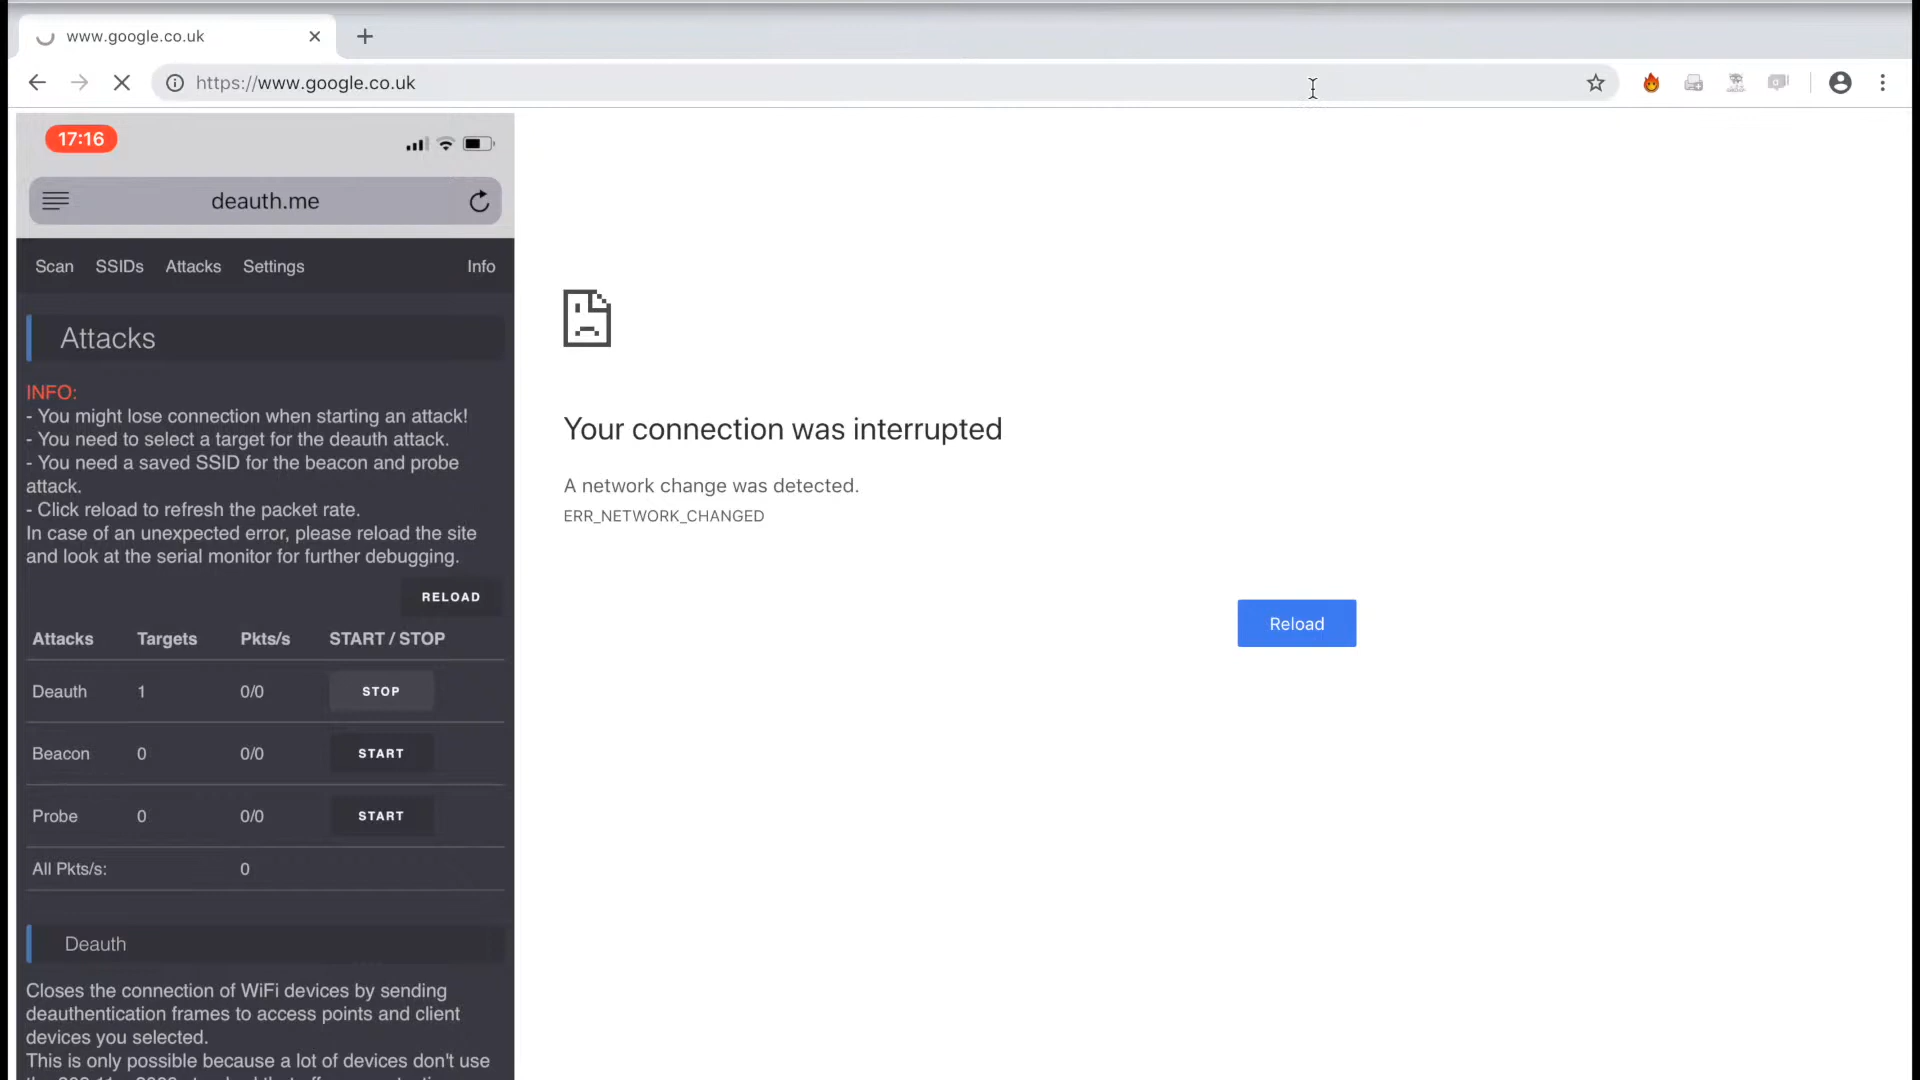 www.google.co.uk
https://www.google.co.uk
17:16
deauth.me
Scan SSIDs Attacks Settings Info
Attacks
INFO:
- You might lose connection when starting an attack!
- You need to select a target for the deauth attack.
- You need a saved SSID for the beacon and probe
attack.
- Click reload to refresh the packet rate.
In case of an unexpected error, please reload the site
and look at the serial monitor for further debugging.
RELOAD
Attacks Targets Pkts/s START / STOP
Deauth 1 0/0 STOP
Beacon 0 0/0 START
Probe 0 0/0 START
All Pkts/s: 0
Deauth
Closes the connection of WiFi devices by sending
deauthentication frames to access points and client
devices you selected.
This is only possible because a lot of devices don't use
Your connection was interrupted
A network change was detected.
ERR_NETWORK_CHANGED
Reload